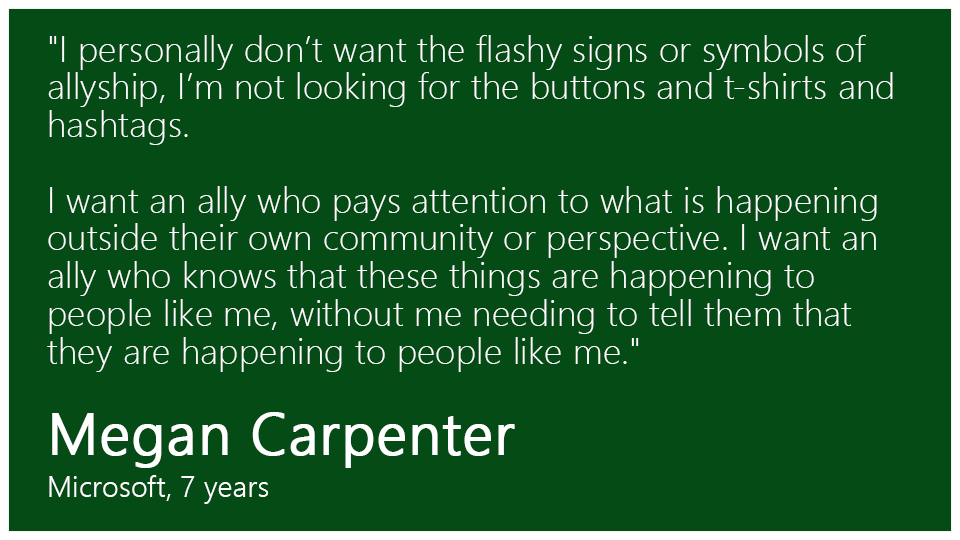 "I personally don’t want the flashy signs or symbols of
allyship, I’m not looking for the buttons and t-shirts and
hashtags.
I want an ally who pays attention to what is happening
outside their own community or perspective. I want an
ally who knows that these things are happening to
people like me, without me needing to tell them that
they are happening to people like me."
Megan Carpenter
Microsoft, 7 years